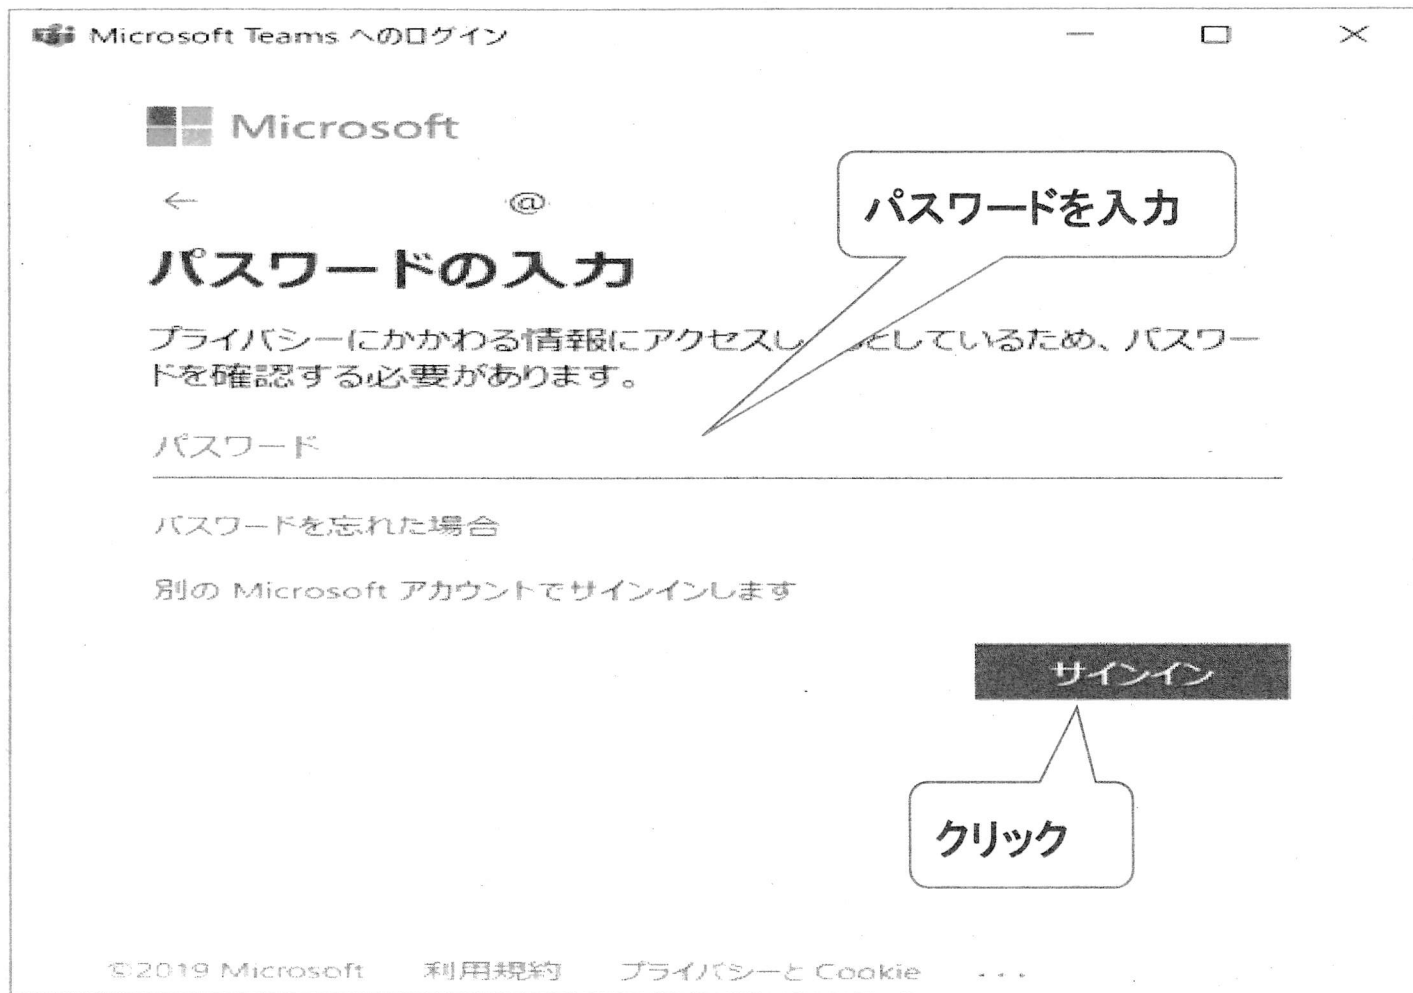 Microsoft Teams へのログイン
Microsoft
← @
パスワードを入力
パスワードの入力
プライバシーにかかわる情報にアクセスし としているため、パスワー
ドを確認する必要があります。
パスワード
パスワードを忘れた場合
別の Microsoft アカウントでサインインします
サインイン
クリック
©2019 Microsoft 利用規約 プライバシーと Cookie ...